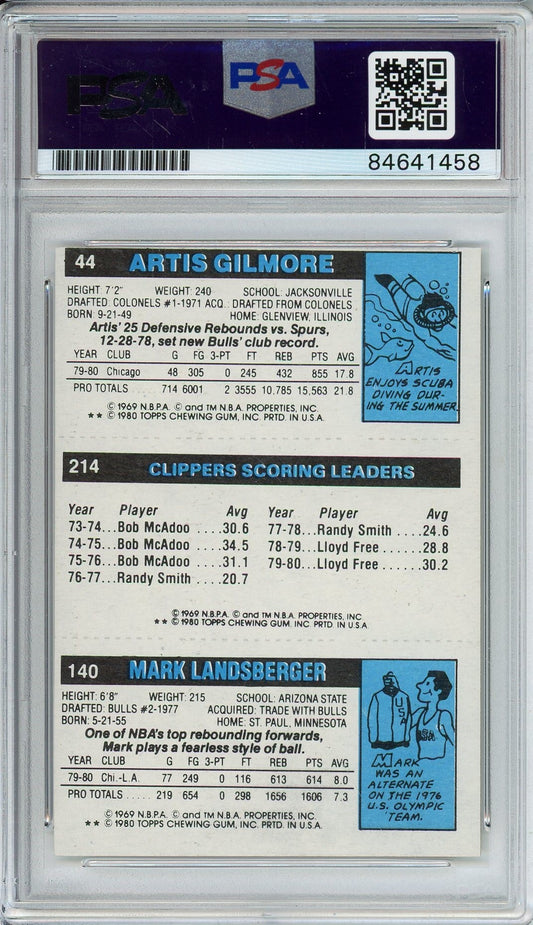 PSA
PSA
84641458
44 ARTIS GILMORE
HEIGHT: 7'2" WEIGHT: 240 SCHOOL: JACKSONVILLE
DRAFTED: COLONELS #1-1971 ACQ.: DRAFTED FROM COLONELS
BORN: 9-21-49 HOME: GLENVIEW, ILLINOIS
Artis' 25 Defensive Rebounds vs. Spurs,
12-28-78, set new Bulls' club record.
YEAR CLUB G FG 3-PT FT REB PTS AVG
79-80 Chicago 48 305 0 245 432 855 17.8
PRO TOTALS 714 6001 2 3555 10,785 15,563 21.8
© 1969 N.B.P.A. © and TM N.B.A. PROPERTIES, INC.
** © 1980 TOPPS CHEWING GUM, INC. PRTD. IN U.S.A.
ARTIS
ENJOYS SCUBA
DIVING DUR-
ING THE SUMMER.
214 CLIPPERS SCORING LEADERS
Year Player Avg Year Player Avg
73-74...Bob McAdoo ....30.6 77-78...Randy Smith ....24.6
74-75...Bob McAdoo ....34.5 78-79...Lloyd Free ....28.8
75-76...Bob McAdoo ....31.1 79-80...Lloyd Free ....30.2
76-77...Randy Smith ....20.7
© 1969 N.B.P.A. © and TM N.B.A. PROPERTIES, INC.
** © 1980 TOPPS CHEWING GUM, INC. PRTD. IN U.S.A.
140 MARK LANDSBERGER
HEIGHT: 6'8" WEIGHT: 215 SCHOOL: ARIZONA STATE
DRAFTED: BULLS #2-1977 ACQUIRED: TRADE WITH BULLS
BORN: 5-21-55 HOME: ST. PAUL, MINNESOTA
One of NBA's top rebounding forwards,
Mark plays a fearless style of ball.
YEAR CLUB G FG 3-PT FT REB PTS AVG
79-80 Chi.-L.A. 77 249 0 116 613 614 8.0
PRO TOTALS 219 654 0 298 1656 1606 7.3
© 1969 N.B.P.A. © and TM N.B.A. PROPERTIES, INC.
** © 1980 TOPPS CHEWING GUM, INC. PRTD. IN U.S.A.
USA
USA
MARK
WAS AN
ALTERNATE
ON THE 1976
U.S. OLYMPIC
TEAM.